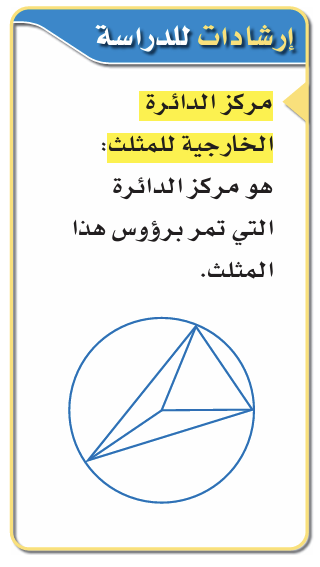 إرشادات للدراسة
مركز الدائرة
الخارجية للمثلث:
هو مركز الدائرة
التي تمر برؤوس هذا
المثلث.